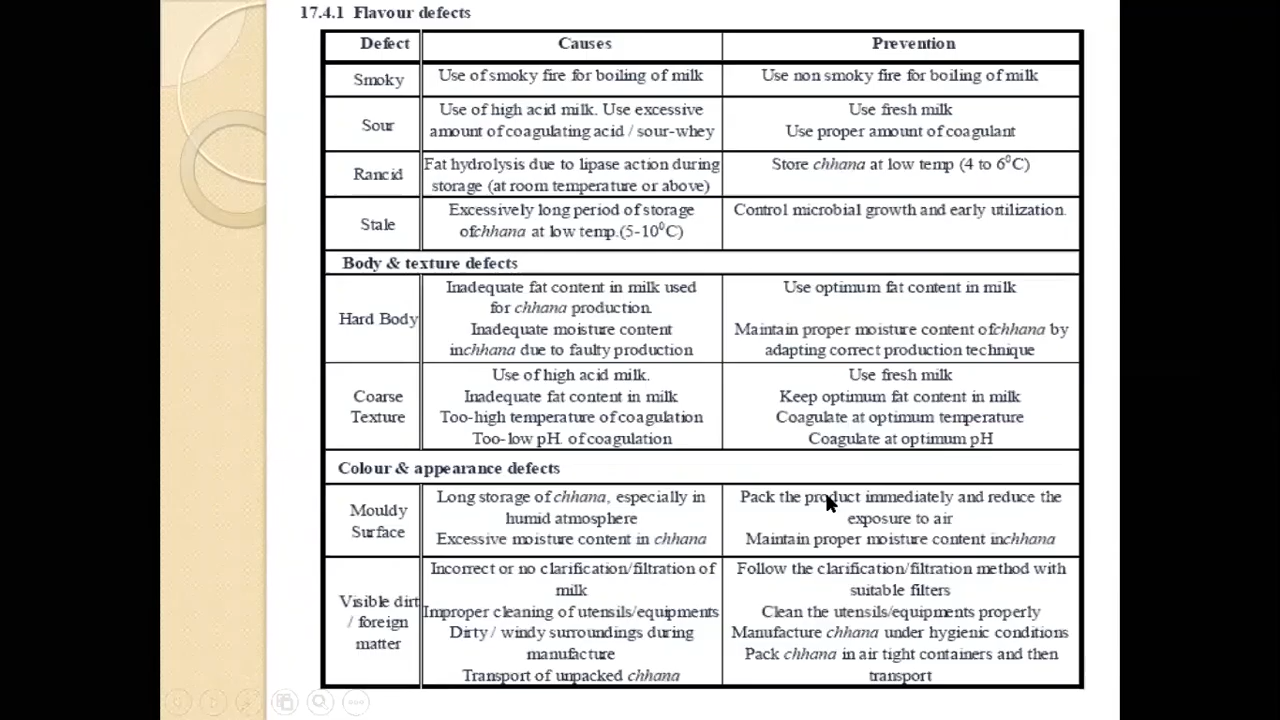 17.4.1 Flavour defects
Defect Causes Prevention
Smoky Use of smoky fire for boiling of milk Use non smoky fire for boiling of milk
Sour
Use of high acid milk. Use excessive
amount of coagulating acid / sour-whey
Use fresh milk
Use proper amount of coagulant
Rancid
Fat hydrolysis due to lipase action during
storage (at room temperature or above)
Store chhana at low temp (4 to 6⁰C)
Stale
Excessively long period of storage
ofchhana at low temp.(5-10⁰C)
Control microbial growth and early utilization.
Body & texture defects
Hard Body
Inadequate fat content in milk used
for chhana production.
Inadequate moisture content
inchhana due to faulty production
Use optimum fat content in milk
Maintain proper moisture content ofchhana by
adapting correct production technique
Coarse
Texture
Use of high acid milk.
Inadequate fat content in milk
Too-high temperature of coagulation
Too-low pH. of coagulation
Use fresh milk
Keep optimum fat content in milk
Coagulate at optimum temperature
Coagulate at optimum pH
Colour & appearance defects
Mouldy
Surface
Long storage of chhana, especially in
humid atmosphere
Excessive moisture content in chhana
Pack the product immediately and reduce the
exposure to air
Maintain proper moisture content inchhana
Visible dirt
/ foreign
matter
Incorrect or no clarification/filtration of
milk
Improper cleaning of utensils/equipments
Dirty / windy surroundings during
manufacture
Transport of unpacked chhana
Follow the clarification/filtration method with
suitable filters
Clean the utensils/equipments properly
Manufacture chhana under hygienic conditions
Pack chhana in air tight containers and then
transport